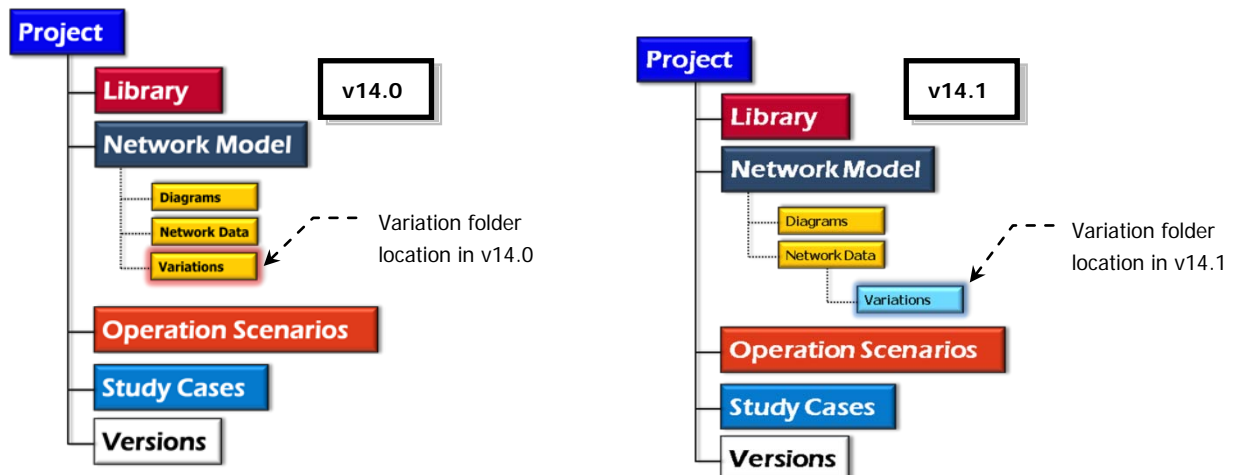 Project
Library
v14.0
Network Model
Diagrams
Network Data
Variations
Variation folder
location in v14.0
Operation Scenarios
Study Cases
Versions
Project
Library
v14.1
Network Model
Diagrams
Network Data
Variations
Variation folder
location in v14.1
Operation Scenarios
Study Cases
Versions